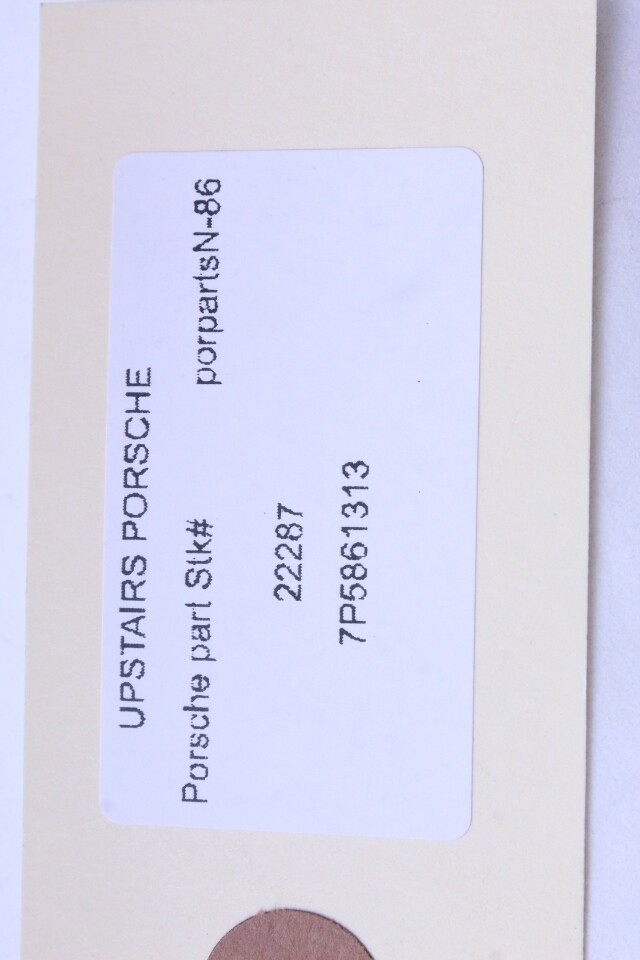 UPSTAIRS PORSCHE
Porsche part Stk# porpartsN-86
22287
7P5861313